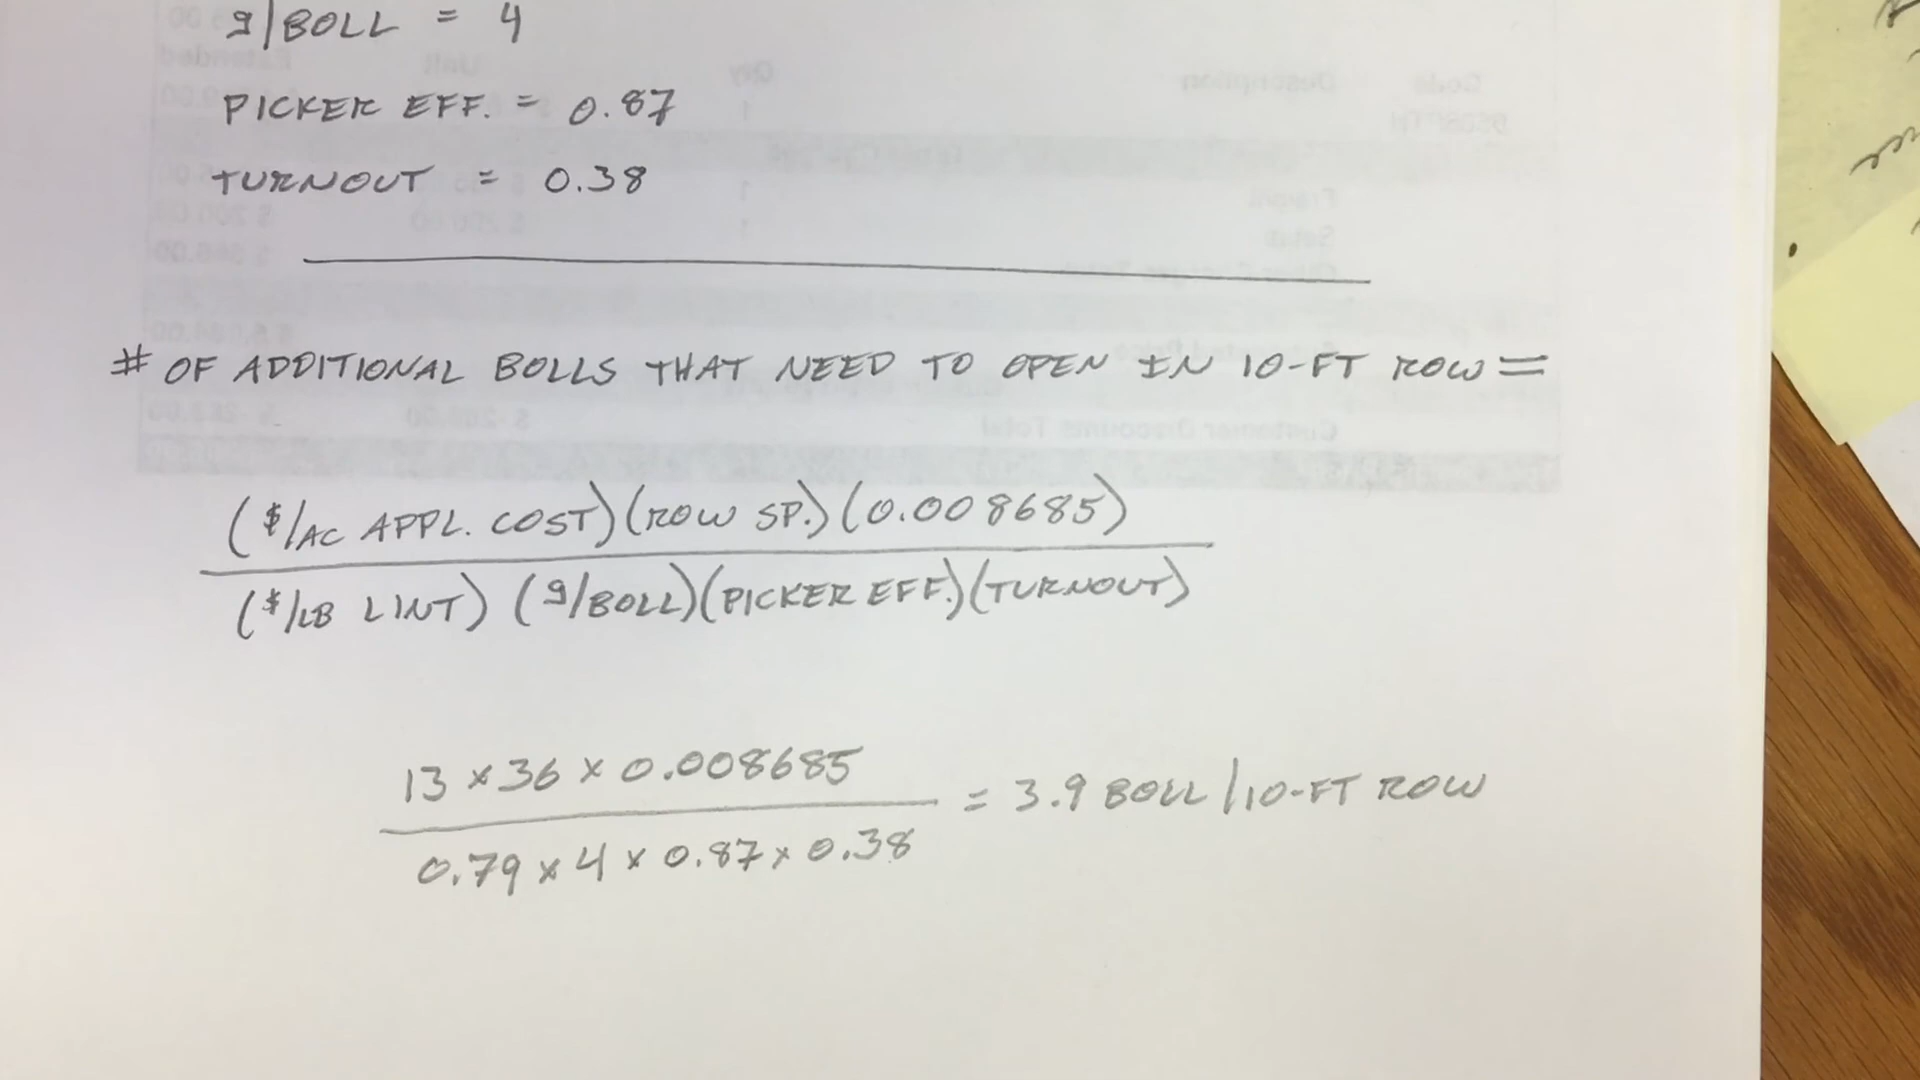 g/BOLL = 4
PICKER EFF. = 0.87
TURNOUT = 0.38
# OF ADDITIONAL BOLLS THAT NEED TO OPEN IN 10-FT ROW =
($/AC APPL. COST)(ROW SP.)(0.008685)
($/LB LINT) (g/BOLL)(PICKER EFF.)(TURNOUT)
13 x 36 x 0.008685
= 3.9 BOLL/10-FT ROW
0.79 x 4 x 0.87 x 0.38